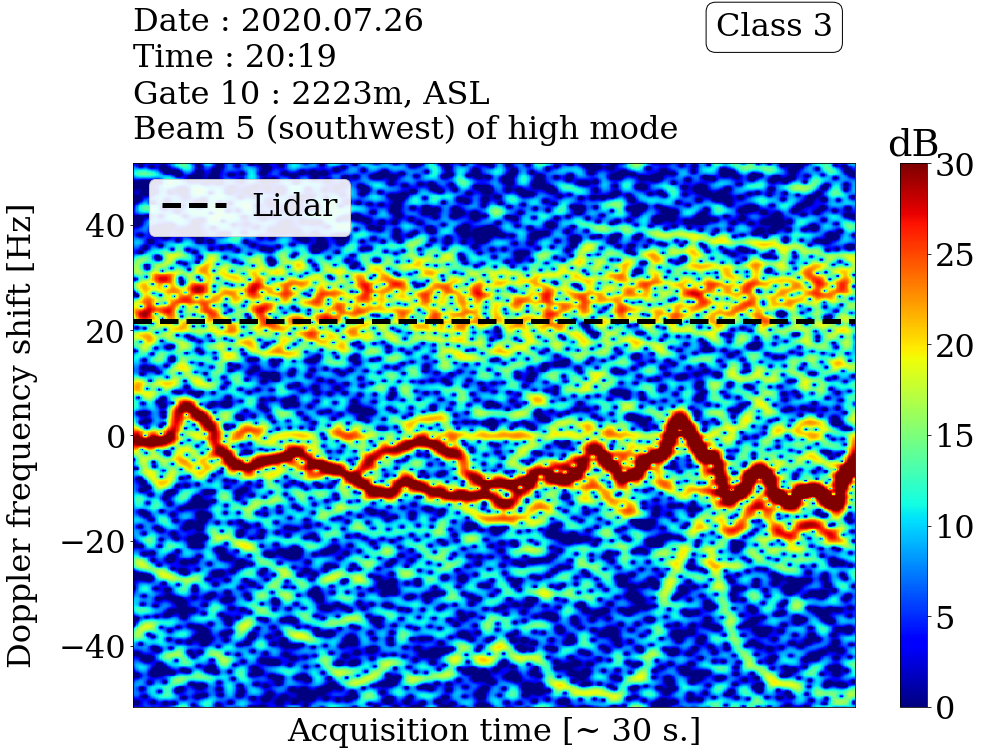 Date : 2020.07.26
Time : 20:19
Gate 10 : 2223m, ASL
Beam 5 (southwest) of high mode
Class 3
dB
Lidar
Doppler frequency shift [Hz]
40
20
0
−20
−40
30
25
20
15
10
5
0
Acquisition time [~ 30 s.]